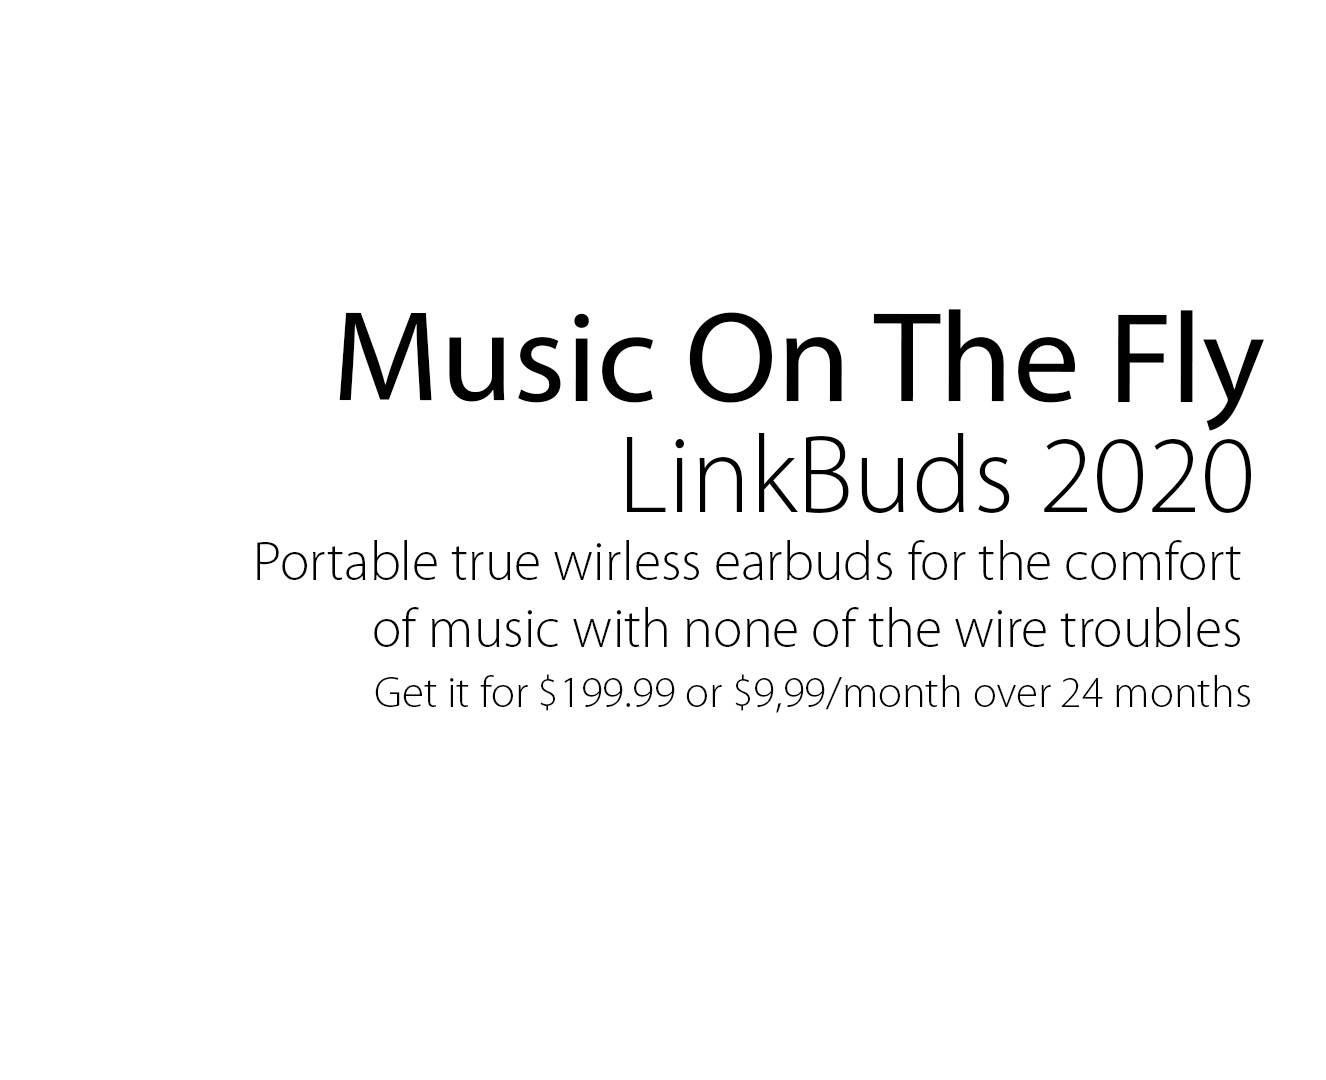 Music On The Fly
LinkBuds 2020
Portable true wirless earbuds for the comfort
of music with none of the wire troubles
Get it for $199.99 or $9,99/month over 24 months